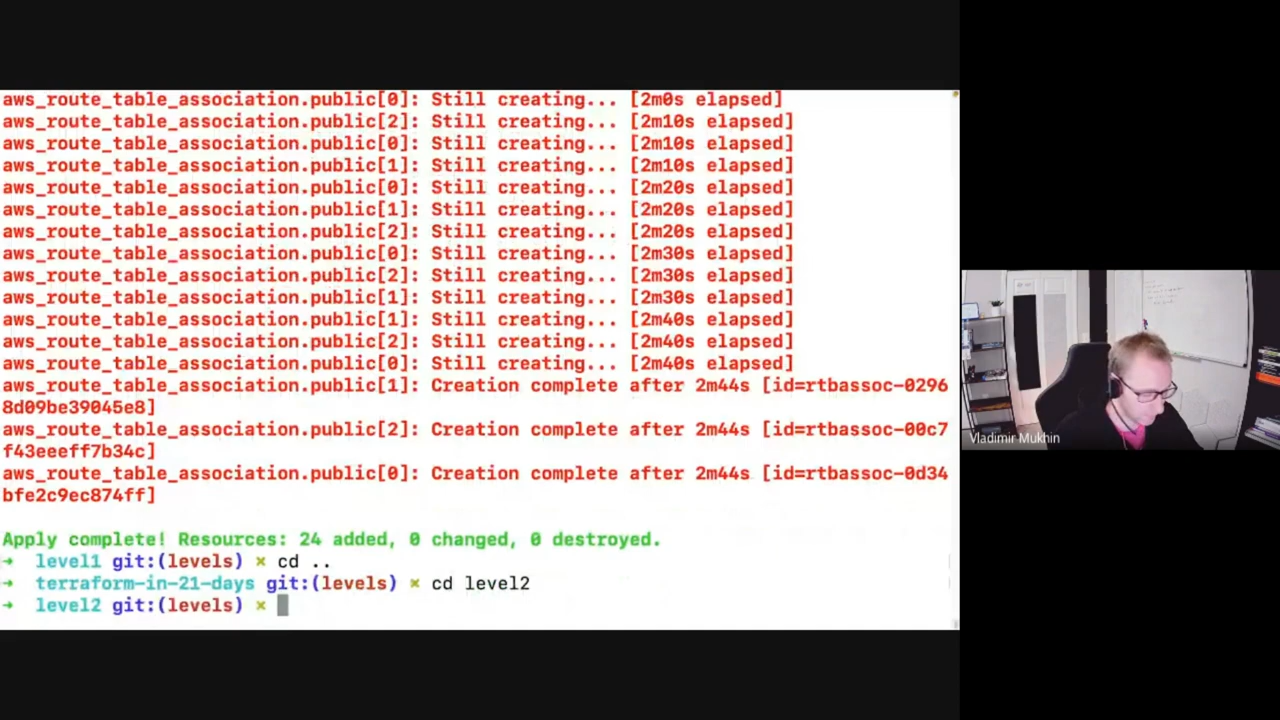 aws_route_table_association.public[0]: Still creating... [2m0s elapsed]
aws_route_table_association.public[2]: Still creating... [2m10s elapsed]
aws_route_table_association.public[0]: Still creating... [2m10s elapsed]
aws_route_table_association.public[1]: Still creating... [2m10s elapsed]
aws_route_table_association.public[0]: Still creating... [2m20s elapsed]
aws_route_table_association.public[1]: Still creating... [2m20s elapsed]
aws_route_table_association.public[2]: Still creating... [2m20s elapsed]
aws_route_table_association.public[0]: Still creating... [2m30s elapsed]
aws_route_table_association.public[2]: Still creating... [2m30s elapsed]
aws_route_table_association.public[1]: Still creating... [2m30s elapsed]
aws_route_table_association.public[1]: Still creating... [2m40s elapsed]
aws_route_table_association.public[2]: Still creating... [2m40s elapsed]
aws_route_table_association.public[0]: Still creating... [2m40s elapsed]
aws_route_table_association.public[1]: Creation complete after 2m44s [id=rtbassoc-0296
8d09be39045e8]
aws_route_table_association.public[2]: Creation complete after 2m44s [id=rtbassoc-00c7
f43eeeff7b34c]
aws_route_table_association.public[0]: Creation complete after 2m44s [id=rtbassoc-0d34
bfe2c9ec874ff]
Apply complete! Resources: 24 added, 0 changed, 0 destroyed.
→ level1 git:(levels) × cd ..
→ terraform-in-21-days git:(levels) × cd level2
→ level2 git:(levels) ×
Vladimir Mukhin